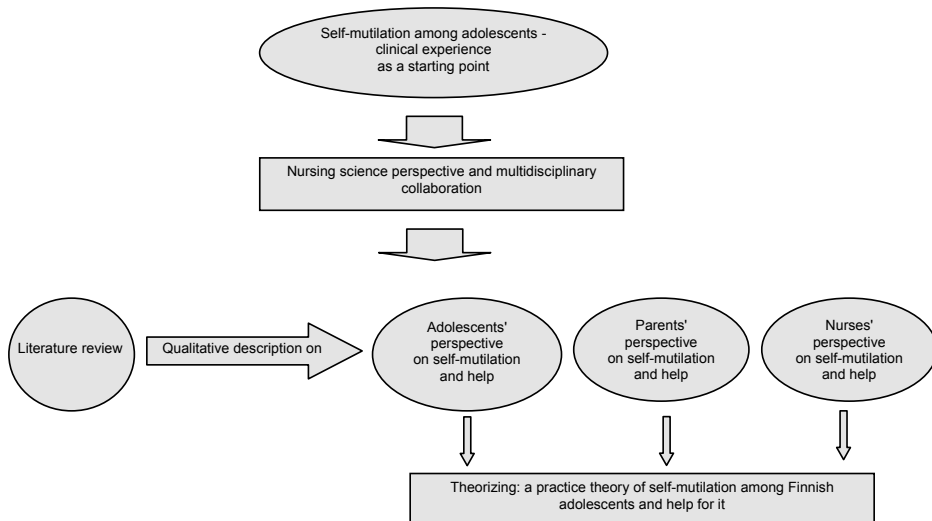 Self-mutilation among adolescents -
clinical experience
as a starting point
Nursing science perspective and multidisciplinary
collaboration
Literature review
Qualitative description on
Adolescents'
perspective
on self-mutilation
and help
Parents'
perspective
on self-mutilation
and help
Nurses'
perspective
on self-mutilation
and help
Theorizing: a practice theory of self-mutilation among Finnish
adolescents and help for it